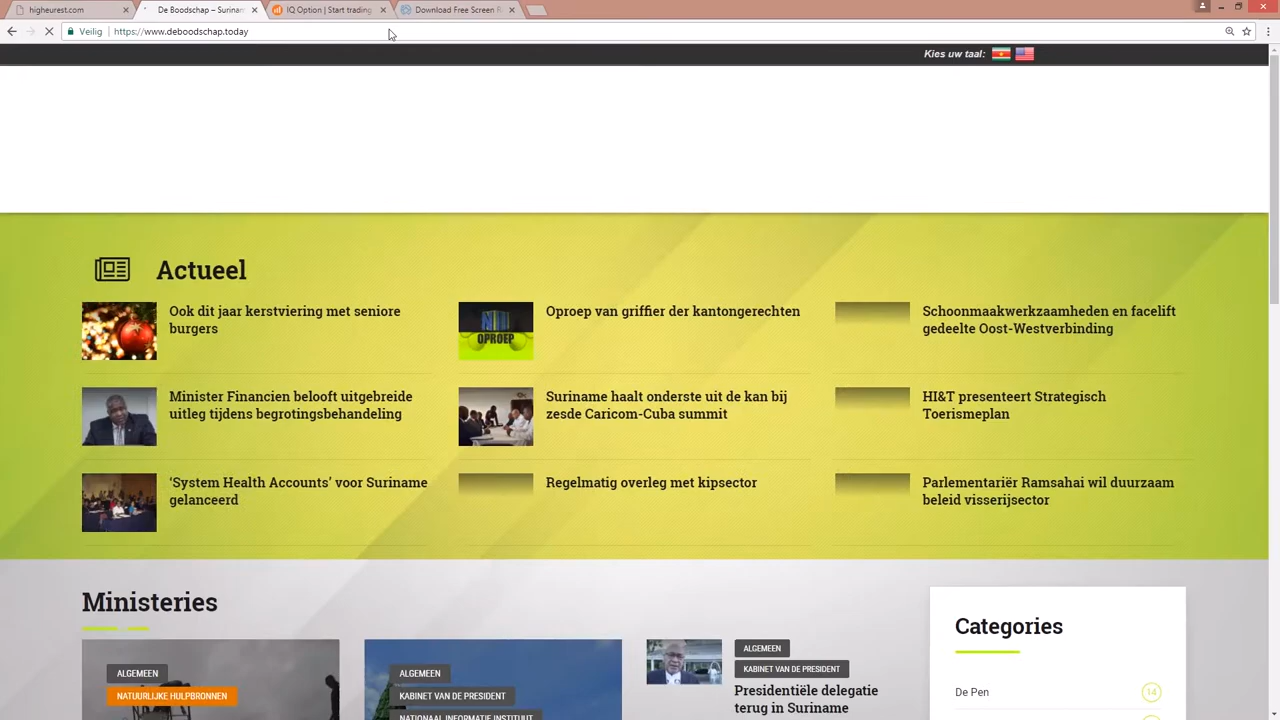 higheurest.com
De Boodschap – Surinam
IQ Option | Start trading
Download Free Screen R
Veilig
https://www.deboodschap.today
Kies uw taal:
Actueel
Ook dit jaar kerstviering met seniore
burgers
OPROEP
Oproep van griffier der kantongerechten
Schoonmaakwerkzaamheden en facelift
gedeelte Oost-Westverbinding
Minister Financien belooft uitgebreide
uitleg tijdens begrotingsbehandeling
Suriname haalt onderste uit de kan bij
zesde Caricom-Cuba summit
HI&T presenteert Strategisch
Toerismeplan
‘System Health Accounts’ voor Suriname
gelanceerd
Regelmatig overleg met kipsector
Parlementariër Ramsahai wil duurzaam
beleid visserijsector
Ministeries
ALGEMEEN
NATUURLIJKE HULPBRONNEN
ALGEMEEN
KABINET VAN DE PRESIDENT
NATIONAAL INFORMATIE INSTITUUT
ALGEMEEN
KABINET VAN DE PRESIDENT
Presidentiële delegatie
terug in Suriname
Categories
De Pen
14